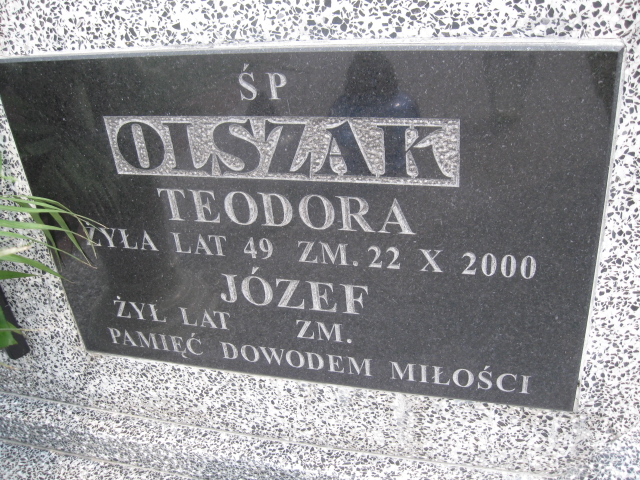 ŚP
OLSZAK
TEODORA
ŻYŁA LAT 49 ZM. 22 X 2000
JÓZEF
ŻYŁ LAT ZM.
PAMIĘĆ DOWODEM MIŁOŚCI